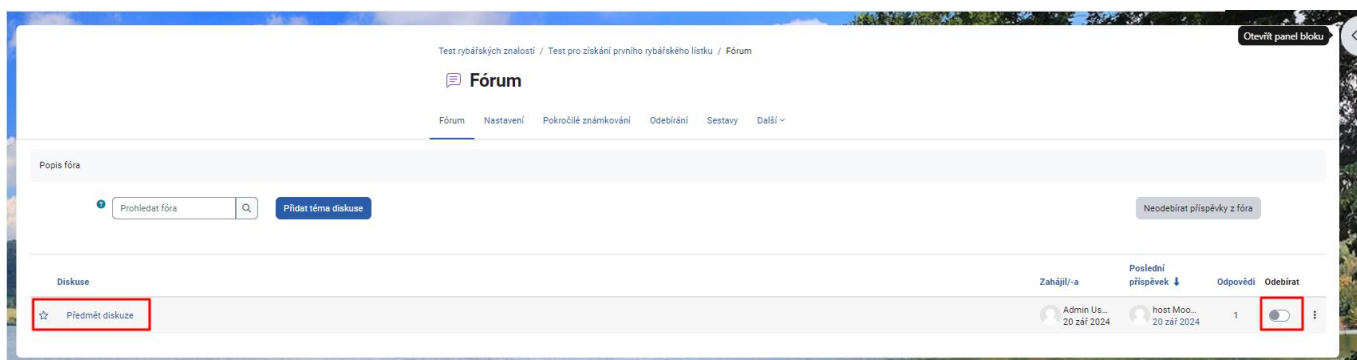 Otevřít panel bloku
Test rybářských znalostí / Test pro získání prvního rybářského lístku / Fórum
Fórum
Fórum Nastavení Pokročilé známkování Odebírání Sestavy Další
Popis fóra
Prohledat fóra Přidat téma diskuse Neodebírat příspěvky z fóra
Diskuse Zahájil/-a Poslední příspěvek Odpovědi Odebírat
Předmět diskuze Admin Us... host Moo... 1
20 zář 2024 20 zář 2024